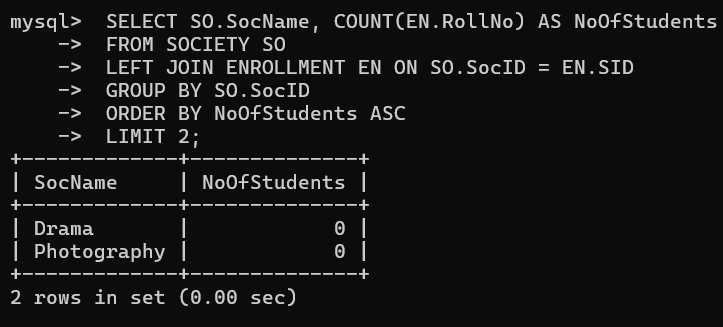 mysql>  SELECT SO.SocName, COUNT(EN.RollNo) AS NoOfStudents
    ->  FROM SOCIETY SO
    ->  LEFT JOIN ENROLLMENT EN ON SO.SocID = EN.SID
    ->  GROUP BY SO.SocID
    ->  ORDER BY NoOfStudents ASC
    ->  LIMIT 2;
+-------------+--------------+
| SocName     | NoOfStudents |
+-------------+--------------+
| Drama       |            0 |
| Photography |            0 |
+-------------+--------------+
2 rows in set (0.00 sec)